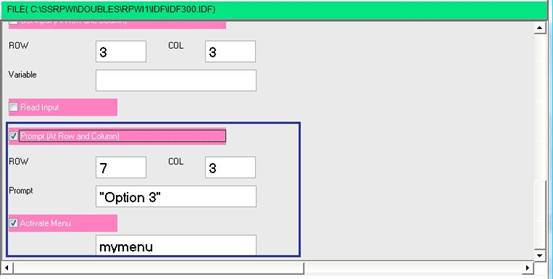 FILE( C:\SSRPWI\DOUBLES\RPWI1\IDF\IDF300.IDF)
ROW 3 COL 3
Variable
Read Input
Prompt (At Row and Column)
ROW 7 COL 3
Prompt "Option 3"
Activate Menu
mymenu